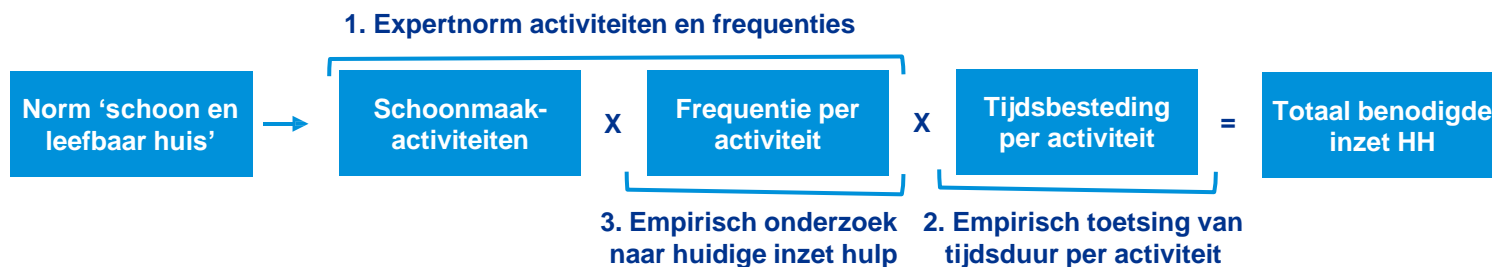 1. Expertnorm activiteiten en frequenties
Norm ‘schoon en
leefbaar huis’
Schoonmaak-
activiteiten
X
Frequentie per
activiteit
X
Tijdsbesteding
per activiteit
=
Totaal benodigde
inzet HH
3. Empirisch onderzoek
naar huidige inzet hulp
2. Empirisch toetsing van
tijdsduur per activiteit